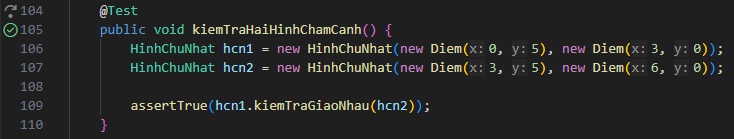 104 @Test
105 public void kiemTraHaiHinhChamCanh() {
106 HinhChuNhat hcn1 = new HinhChuNhat(new Diem(x: 0, y: 5), new Diem(x: 3, y: 0));
107 HinhChuNhat hcn2 = new HinhChuNhat(new Diem(x: 3, y: 5), new Diem(x: 6, y: 0));
108
109 assertTrue(hcn1.kiemTraGiaoNhau(hcn2));
110 }